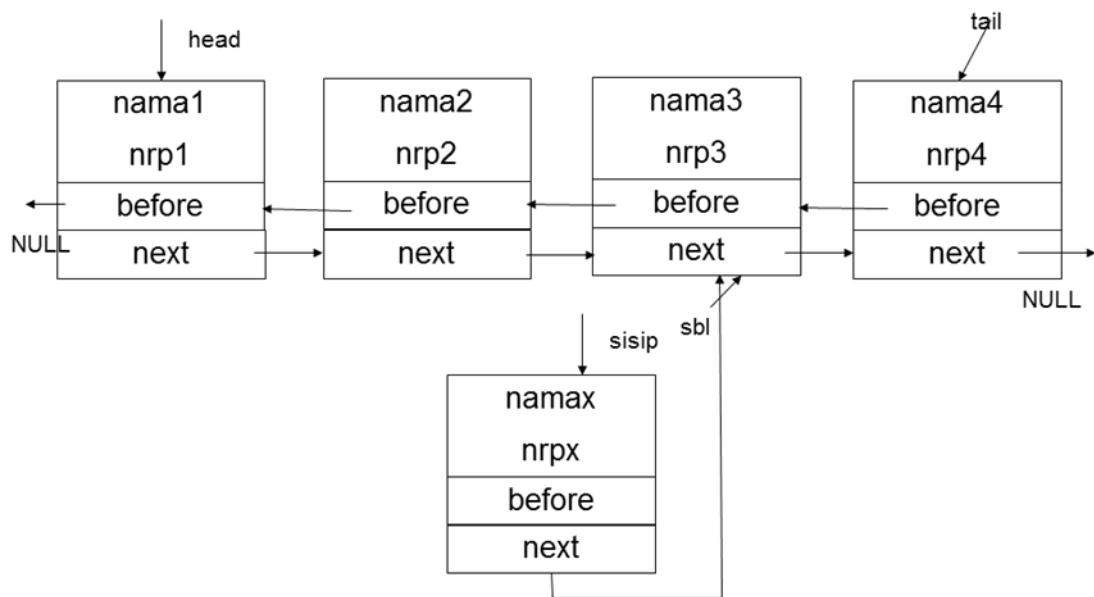 head
tail
nama1
nrp1
before
next
NULL
nama2
nrp2
before
next
nama3
nrp3
before
next
nama4
nrp4
before
next
NULL
sisip
sbl
namax
nrpx
before
next